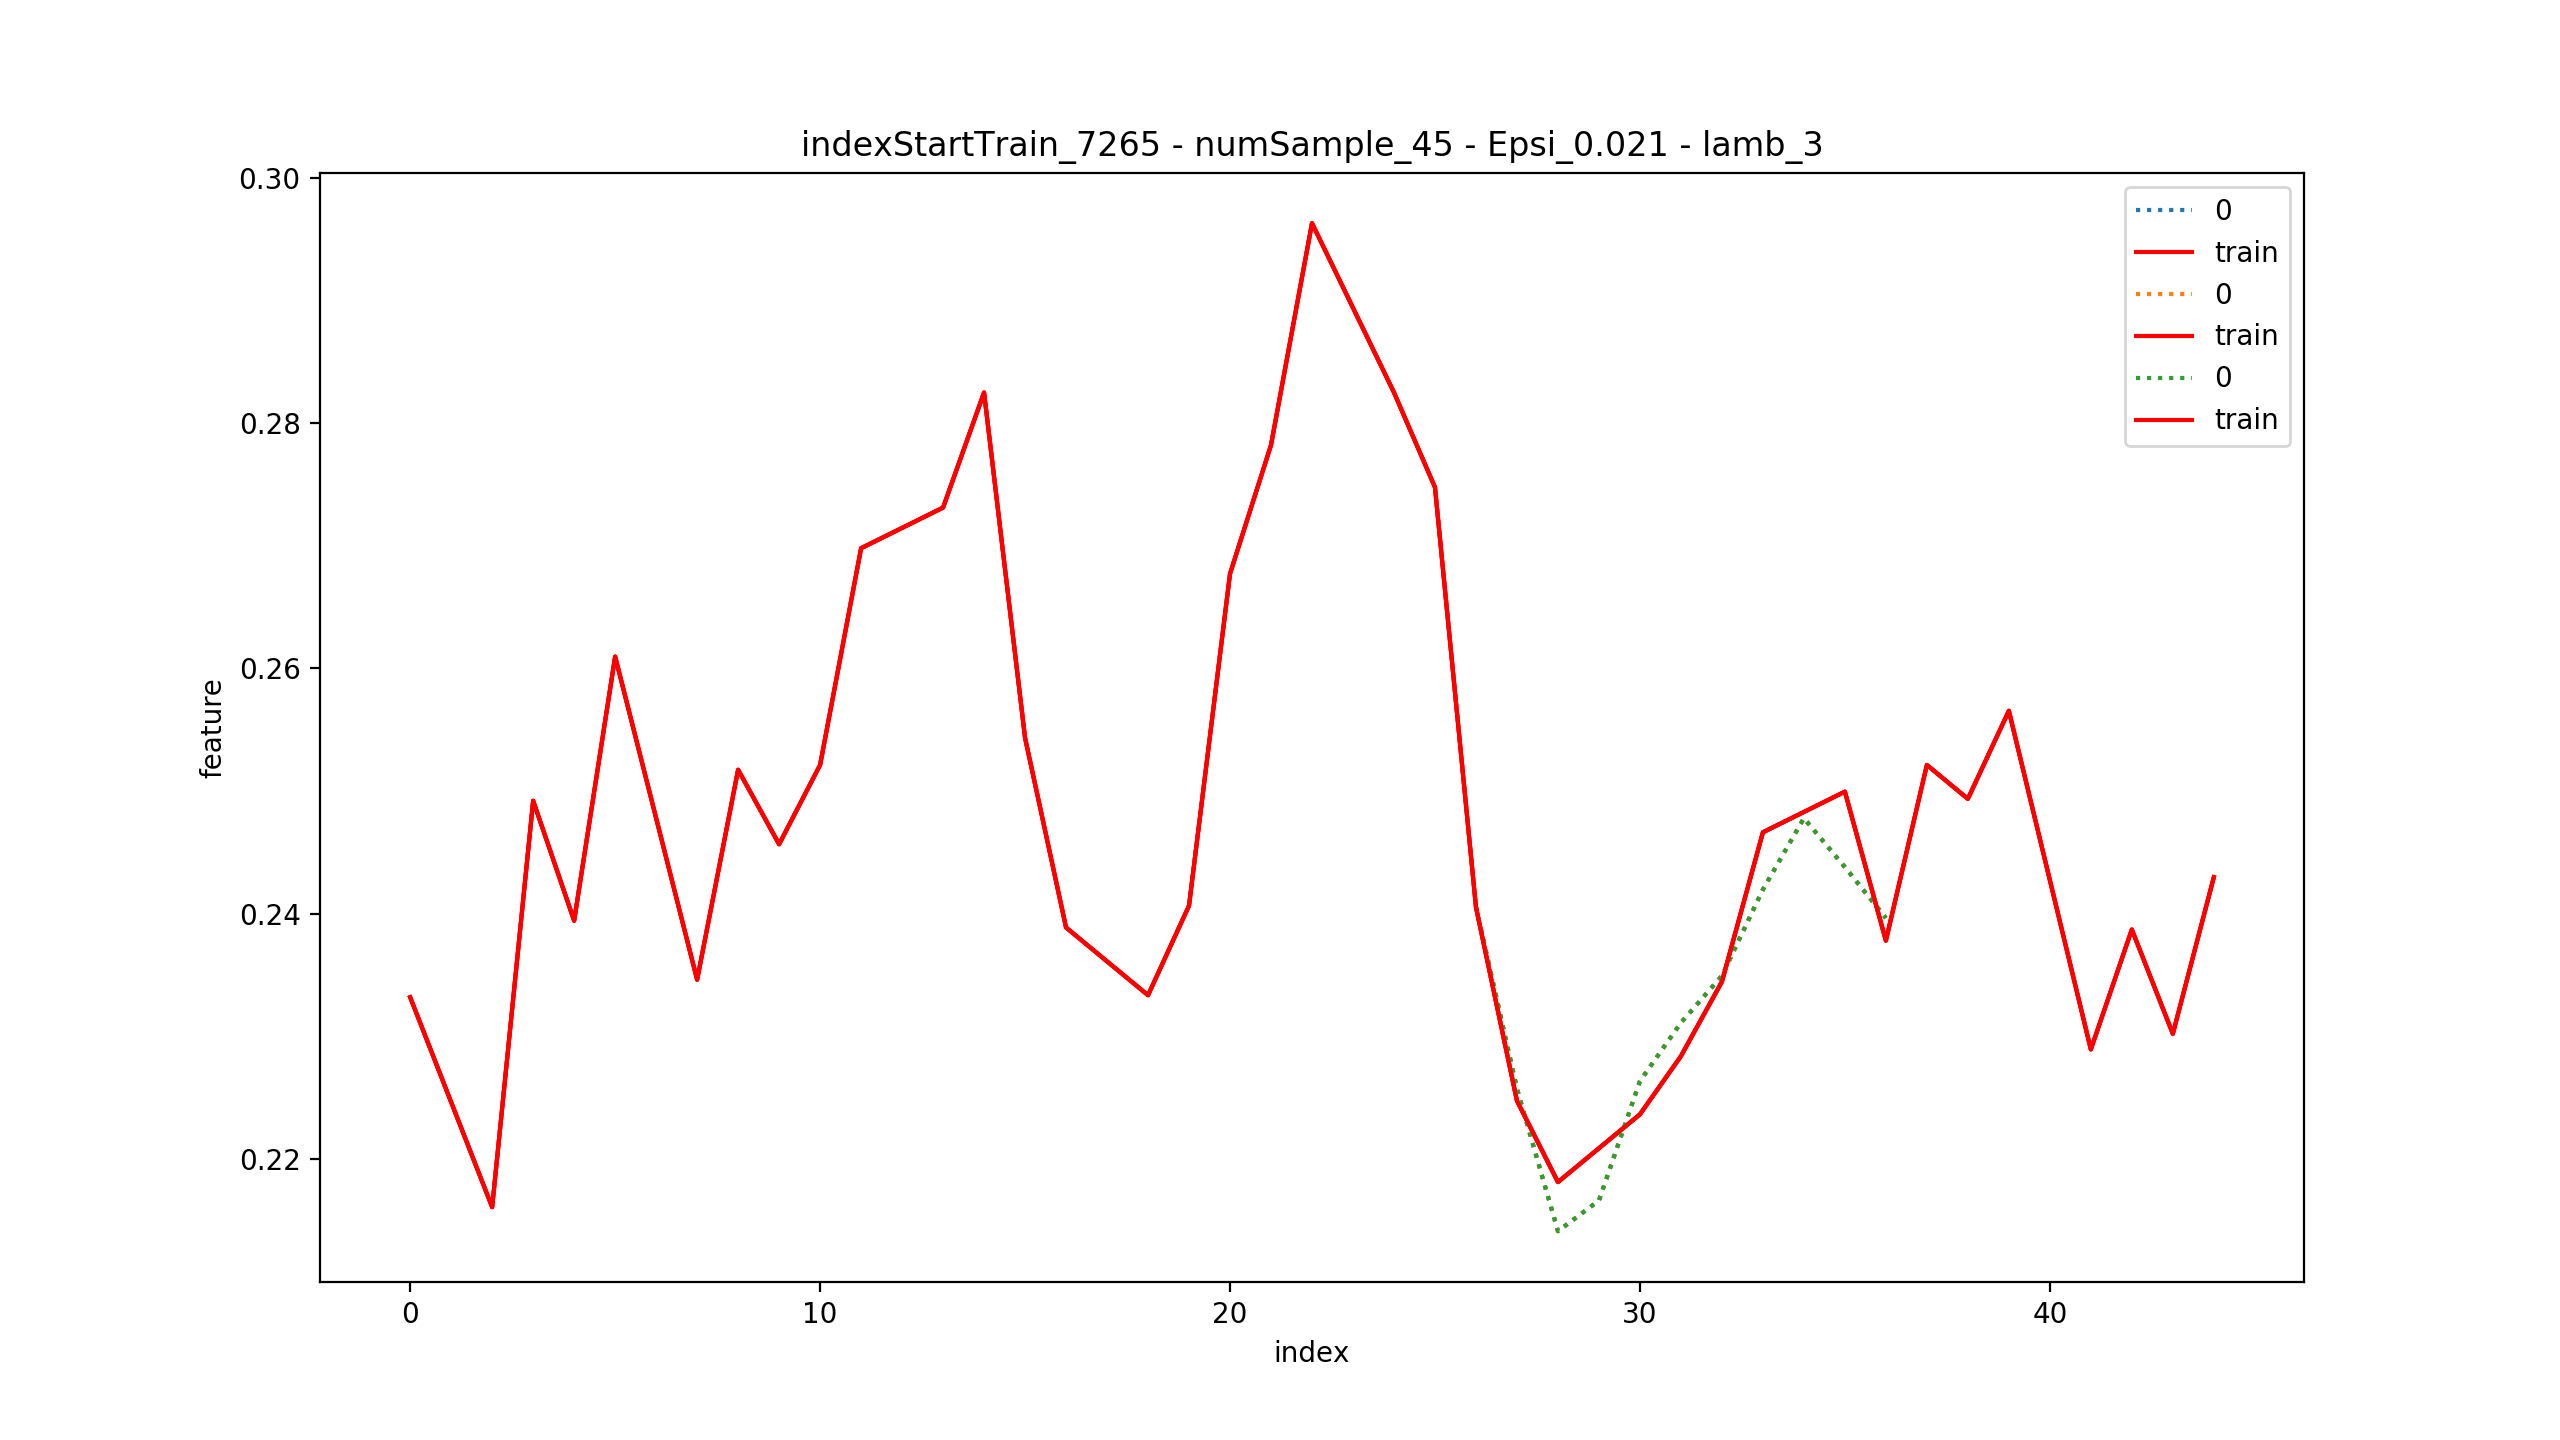 indexStartTrain_7265 - numSample_45 - Epsi_0.021 - lamb_3
0.30
0.28
0.26
0.24
0.22
feature
0
train
0
train
0
train
0
10
20
30
40
index